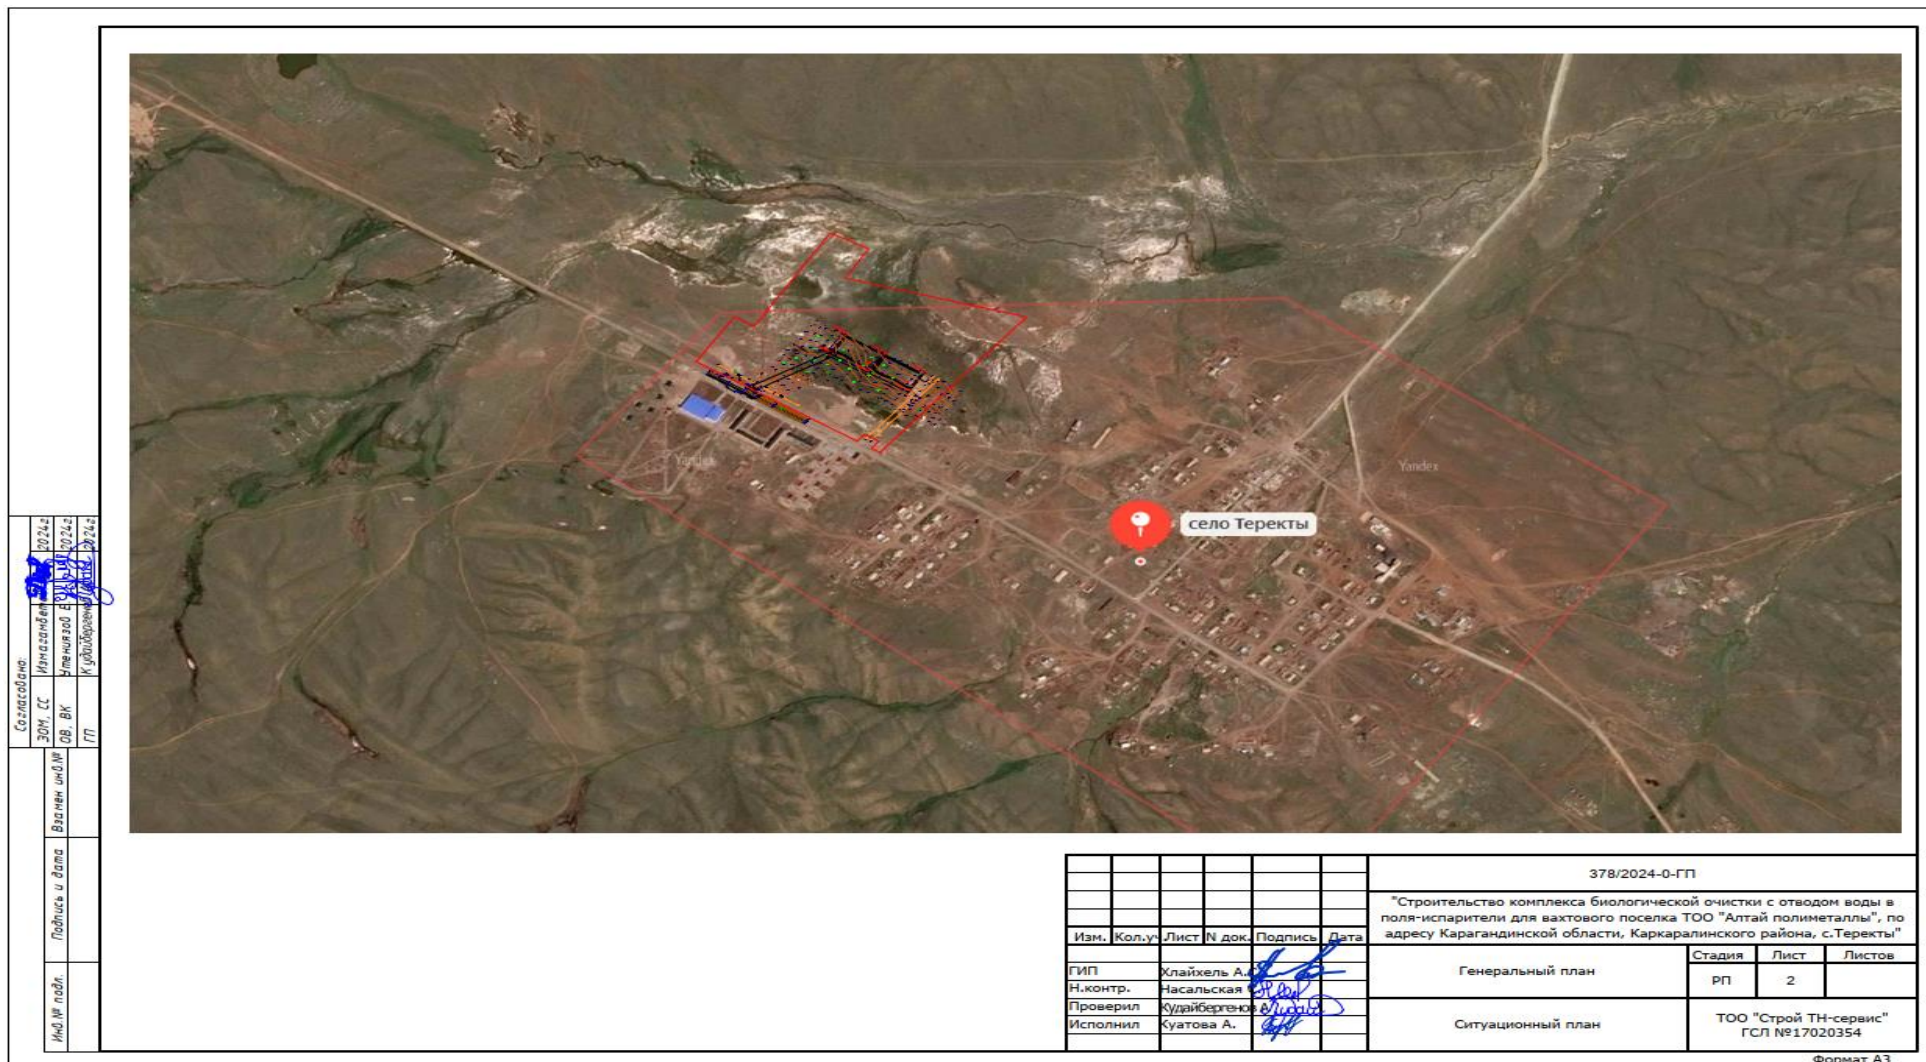 Yandex
Yandex
село Теректы
Согласовано:
ЭОМ, СС
2024г
ОВ, ВК
Утениязов Е.
2024г
ГП
Кудайбергенов
2024г
Взамен инв.№
Подпись и дата
Инв.№ подл.
378/2024-0-ГП
"Строительство комплекса биологической очистки с отводом воды в
поля-испарители для вахтового поселка ТОО "Алтай полиметаллы", по
адресу Карагандинской области, Каркаралинского района, с.Теректы"
Изм. Кол.уч Лист N док. Подпись Дата
ГИП Хлайхель А.
Н.контр. Насальская
Проверил Кудайбергенов А.
Исполнил Куатова А.
Генеральный план
Стадия Лист Листов
РП 2
Ситуационный план
ТОО "Строй ТН-сервис"
ГСЛ №17020354
Формат А3